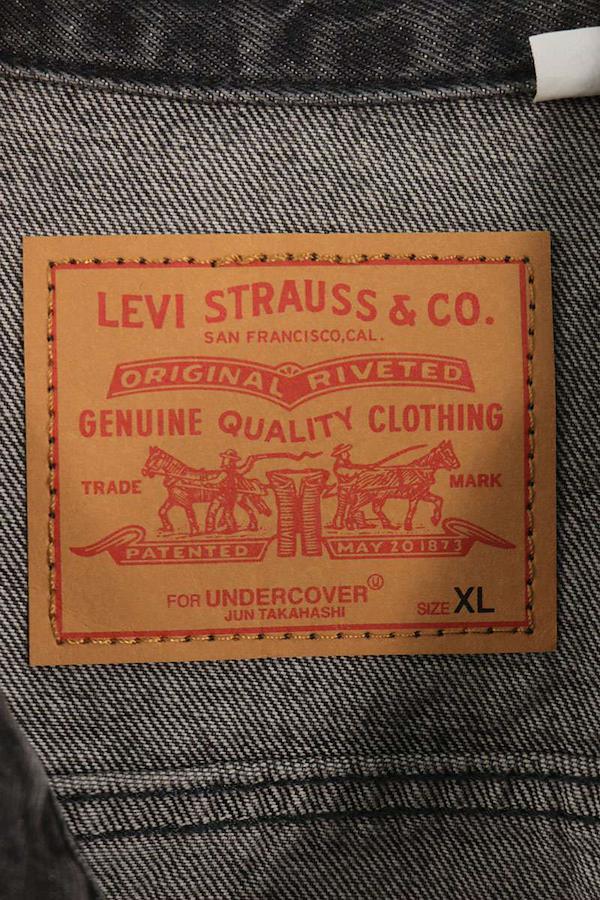 LEVI STRAUSS & CO.
SAN FRANCISCO, CAL.
ORIGINAL RIVETED
GENUINE QUALITY CLOTHING
TRADE MARK
PATENTED MAY 20 1873
FOR UNDERCOVER Ⓤ
JUN TAKAHASHI
SIZE XL